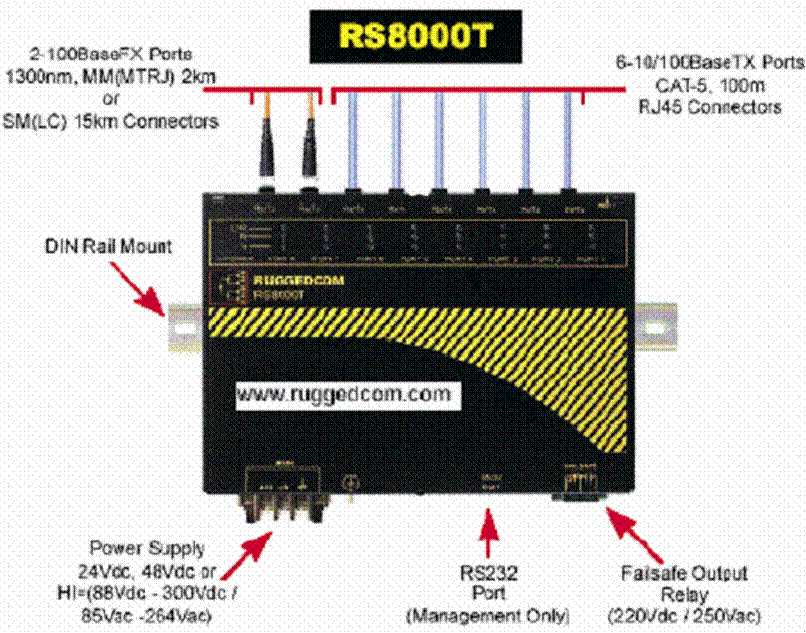 RS8000T
2-100BaseFX Ports
1300nm, MM(MTRJ) 2km
or
SM(LC) 15km Connectors
6-10/100BaseTX Ports
CAT-5, 100m
RJ45 Connectors
DIN Rail Mount
RUGGEDCOM
RS8000T
www.ruggedcom.com
Power Supply
24Vdc, 48Vdc or
HI=(88Vdc - 300Vdc /
85Vac -264Vac)
RS232
Port
(Management Only)
Failsafe Output
Relay
(220Vdc / 250Vac)